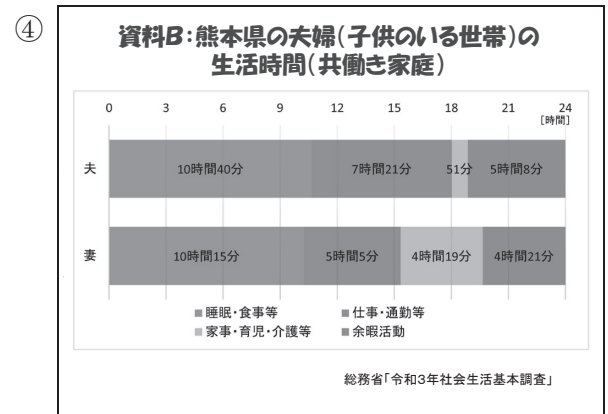 ④
資料B:熊本県の夫婦(子供のいる世帯)の
生活時間(共働き家庭)
0 3 6 9 12 15 18 21 24
[時間]
夫 10時間40分 7時間21分 51分 5時間8分
妻 10時間15分 5時間5分 4時間19分 4時間21分
■睡眠・食事等 ■仕事・通勤等
■家事・育児・介護等 ■余暇活動
総務省「令和3年社会生活基本調査」